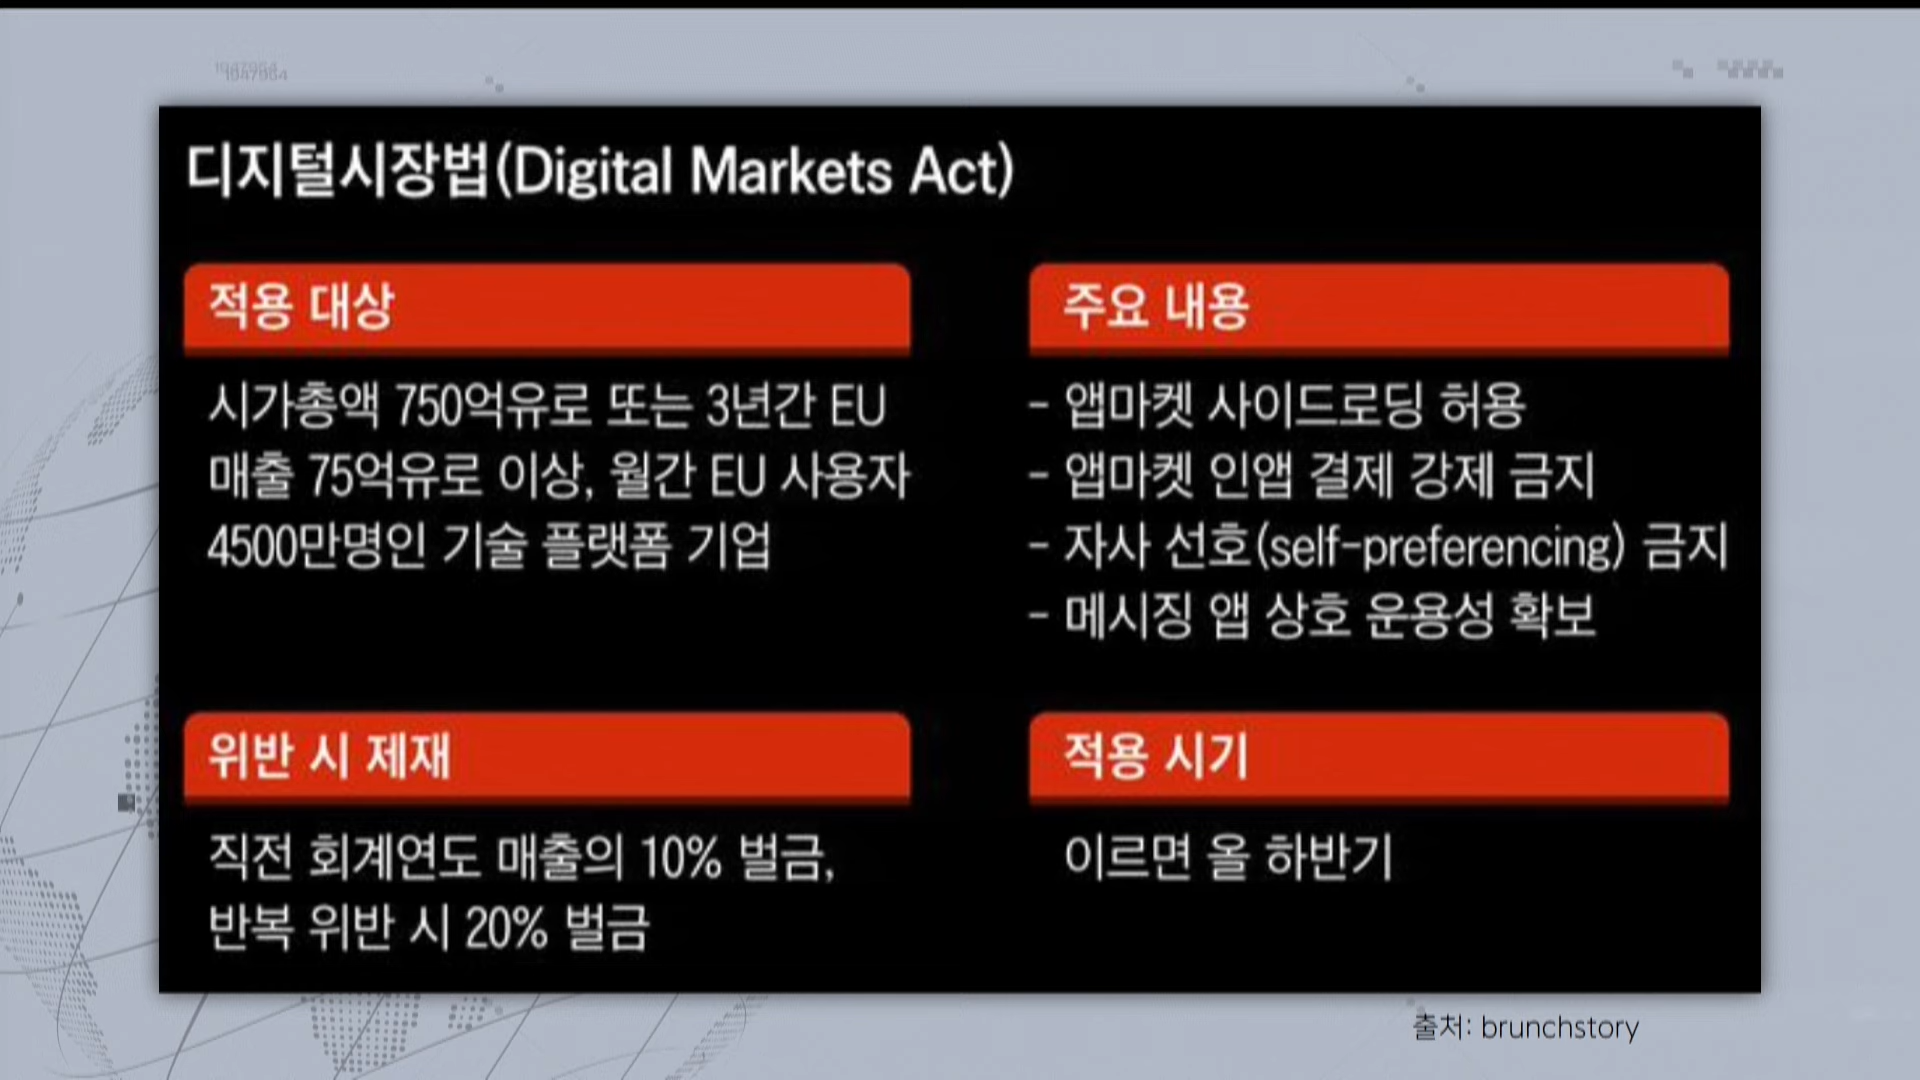 1947954
1947954
디지털시장법(Digital Markets Act)
적용 대상
시가총액 750억유로 또는 3년간 EU
매출 75억유로 이상, 월간 EU 사용자
4500만명인 기술 플랫폼 기업
주요 내용
- 앱마켓 사이드로딩 허용
- 앱마켓 인앱 결제 강제 금지
- 자사 선호(self-preferencing) 금지
- 메시징 앱 상호 운용성 확보
위반 시 제재
직전 회계연도 매출의 10% 벌금,
반복 위반 시 20% 벌금
적용 시기
이르면 올 하반기
출처: brunchstory